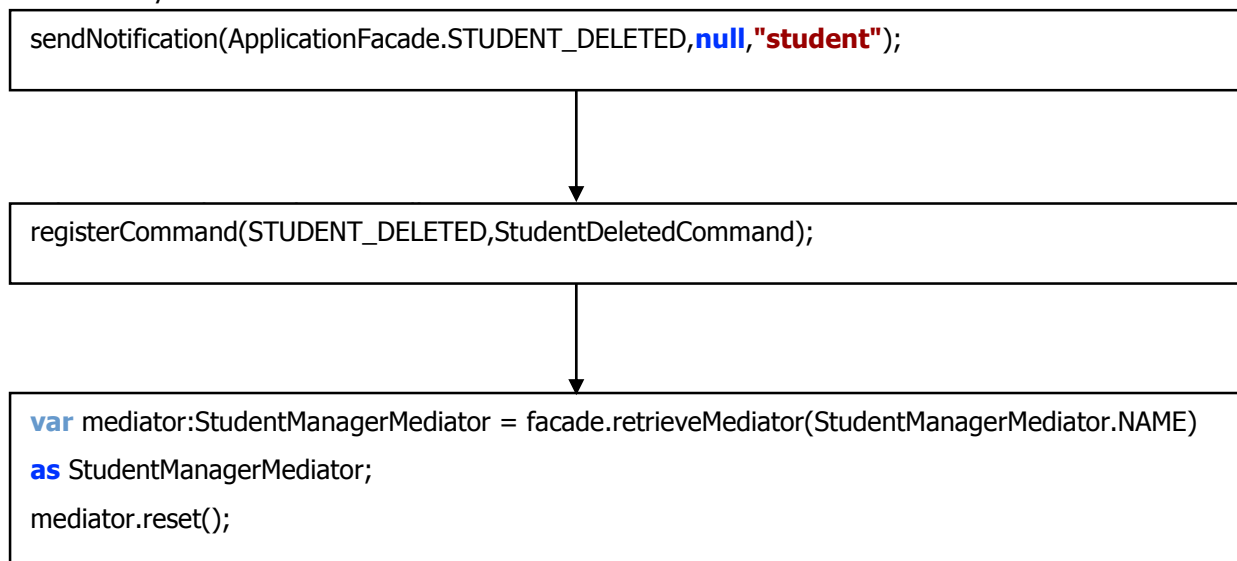 sendNotification(ApplicationFacade.STUDENT_DELETED,null,"student");
registerCommand(STUDENT_DELETED,StudentDeletedCommand);
var mediator:StudentManagerMediator = facade.retrieveMediator(StudentManagerMediator.NAME)
as StudentManagerMediator;
mediator.reset();